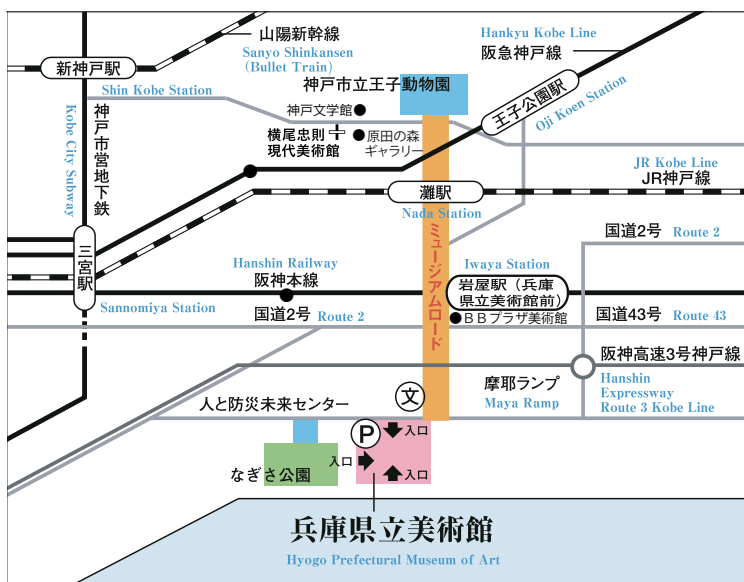 山陽新幹線
Sanyo Shinkansen
(Bullet Train)
Hankyu Kobe Line
阪急神戸線
新神戸駅
Shin Kobe Station
神戸市立王子動物園
王子公園駅
Oji Koen Station
神戸文学館
横尾忠則
現代美術館
原田の森
ギャラリー
神戸市営地下鉄
Kobe City Subway
JR Kobe Line
JR神戸線
灘駅
Nada Station
ミュージアムロード
国道2号 Route 2
三宮駅
Sannomiya Station
Hanshin Railway
阪神本線
Iwaya Station
岩屋駅（兵庫
県立美術館前）
国道2号 Route 2
BBプラザ美術館
国道43号 Route 43
阪神高速3号神戸線
Hanshin
Expressway
Route 3 Kobe Line
摩耶ランプ
Maya Ramp
文
人と防災未来センター
P
入口
入口
入口
なぎさ公園
兵庫県立美術館
Hyogo Prefectural Museum of Art